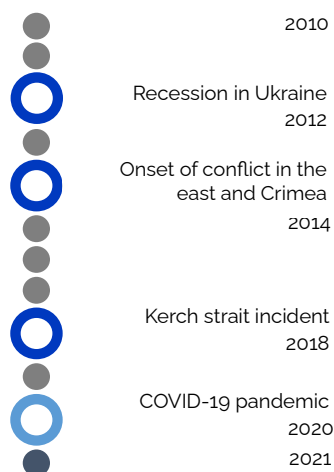 2010
Recession in Ukraine
2012
Onset of conflict in the
east and Crimea
2014
Kerch strait incident
2018
COVID-19 pandemic
2020
2021